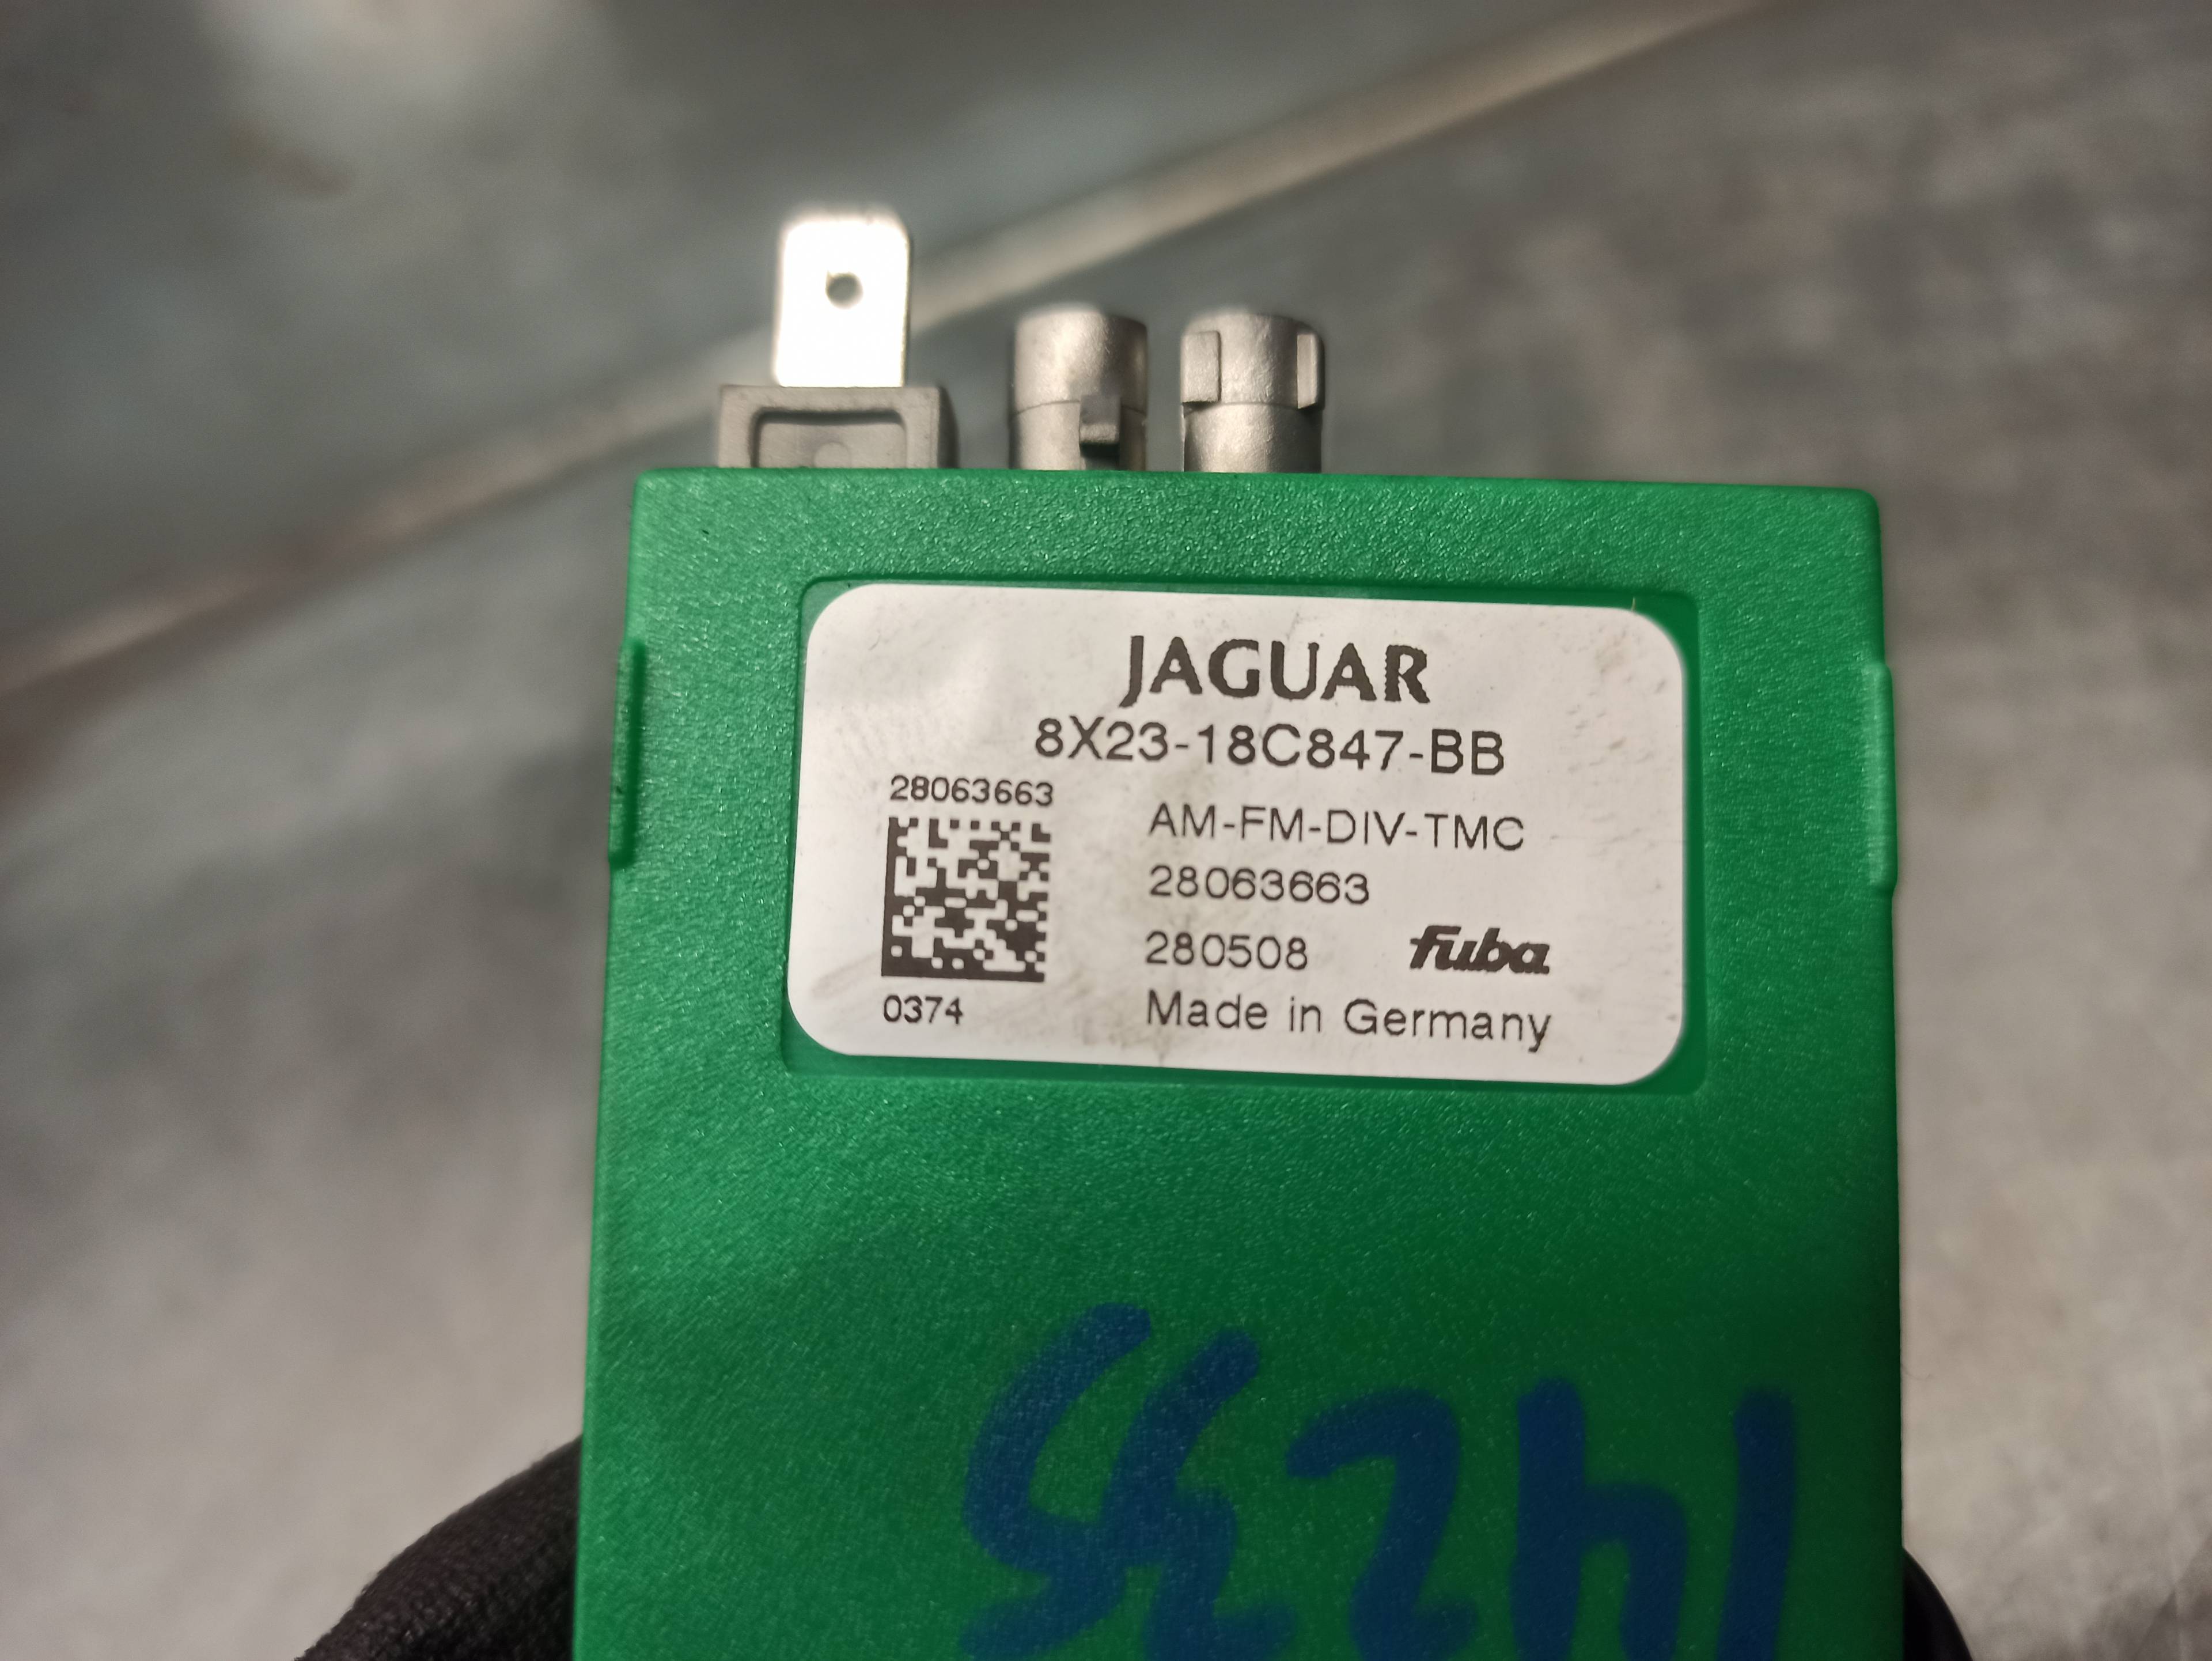 JAGUAR
8X23-18C847-BB
28063663
AM-FM-DIV-TMC
28063663
280508 fuba
0374
Made in Germany